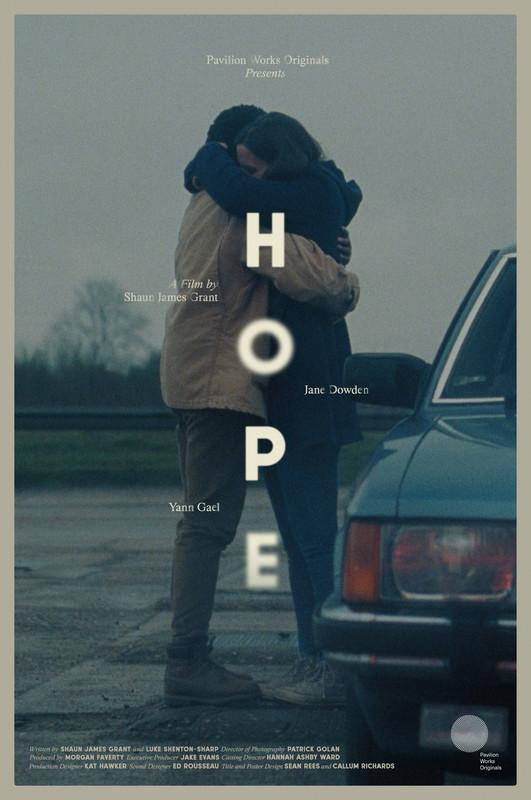 Pavilion Works Originals
Presents
H
A Film by
Shaun James Grant
O
Jane Dowden
P
Yann Gael
E
Written by SHAUN JAMES GRANT and LUKE SHENTON-SHARP Director of Photography PATRICK GOLAN
Produced by MORGAN FAVERTY Executive Producer JAKE EVANS Casting Director HANNAH ASHBY WARD
Production Designer KAT HAWKER Sound Designer ED ROUSSEAU Title and Poster Design SEAN REES and CALLUM RICHARDS
Pavilion
Works
Originals